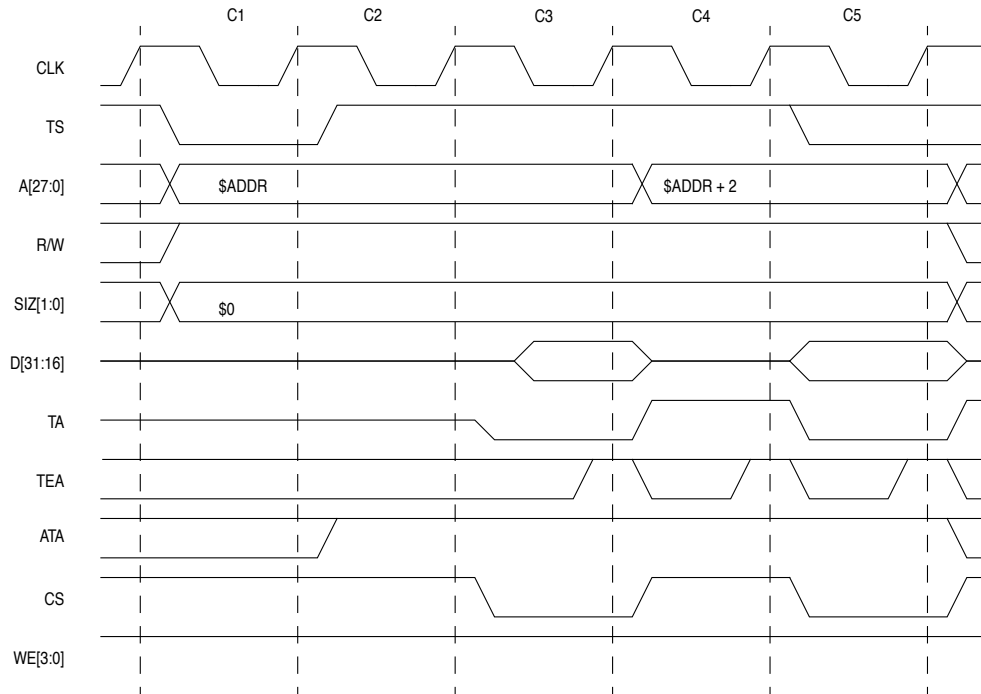 C1 C2 C3 C4 C5
CLK
TS
A[27:0] $ADDR $ADDR + 2
R/W
SIZ[1:0] $0
D[31:16]
TA
TEA
ATA
CS
WE[3:0]